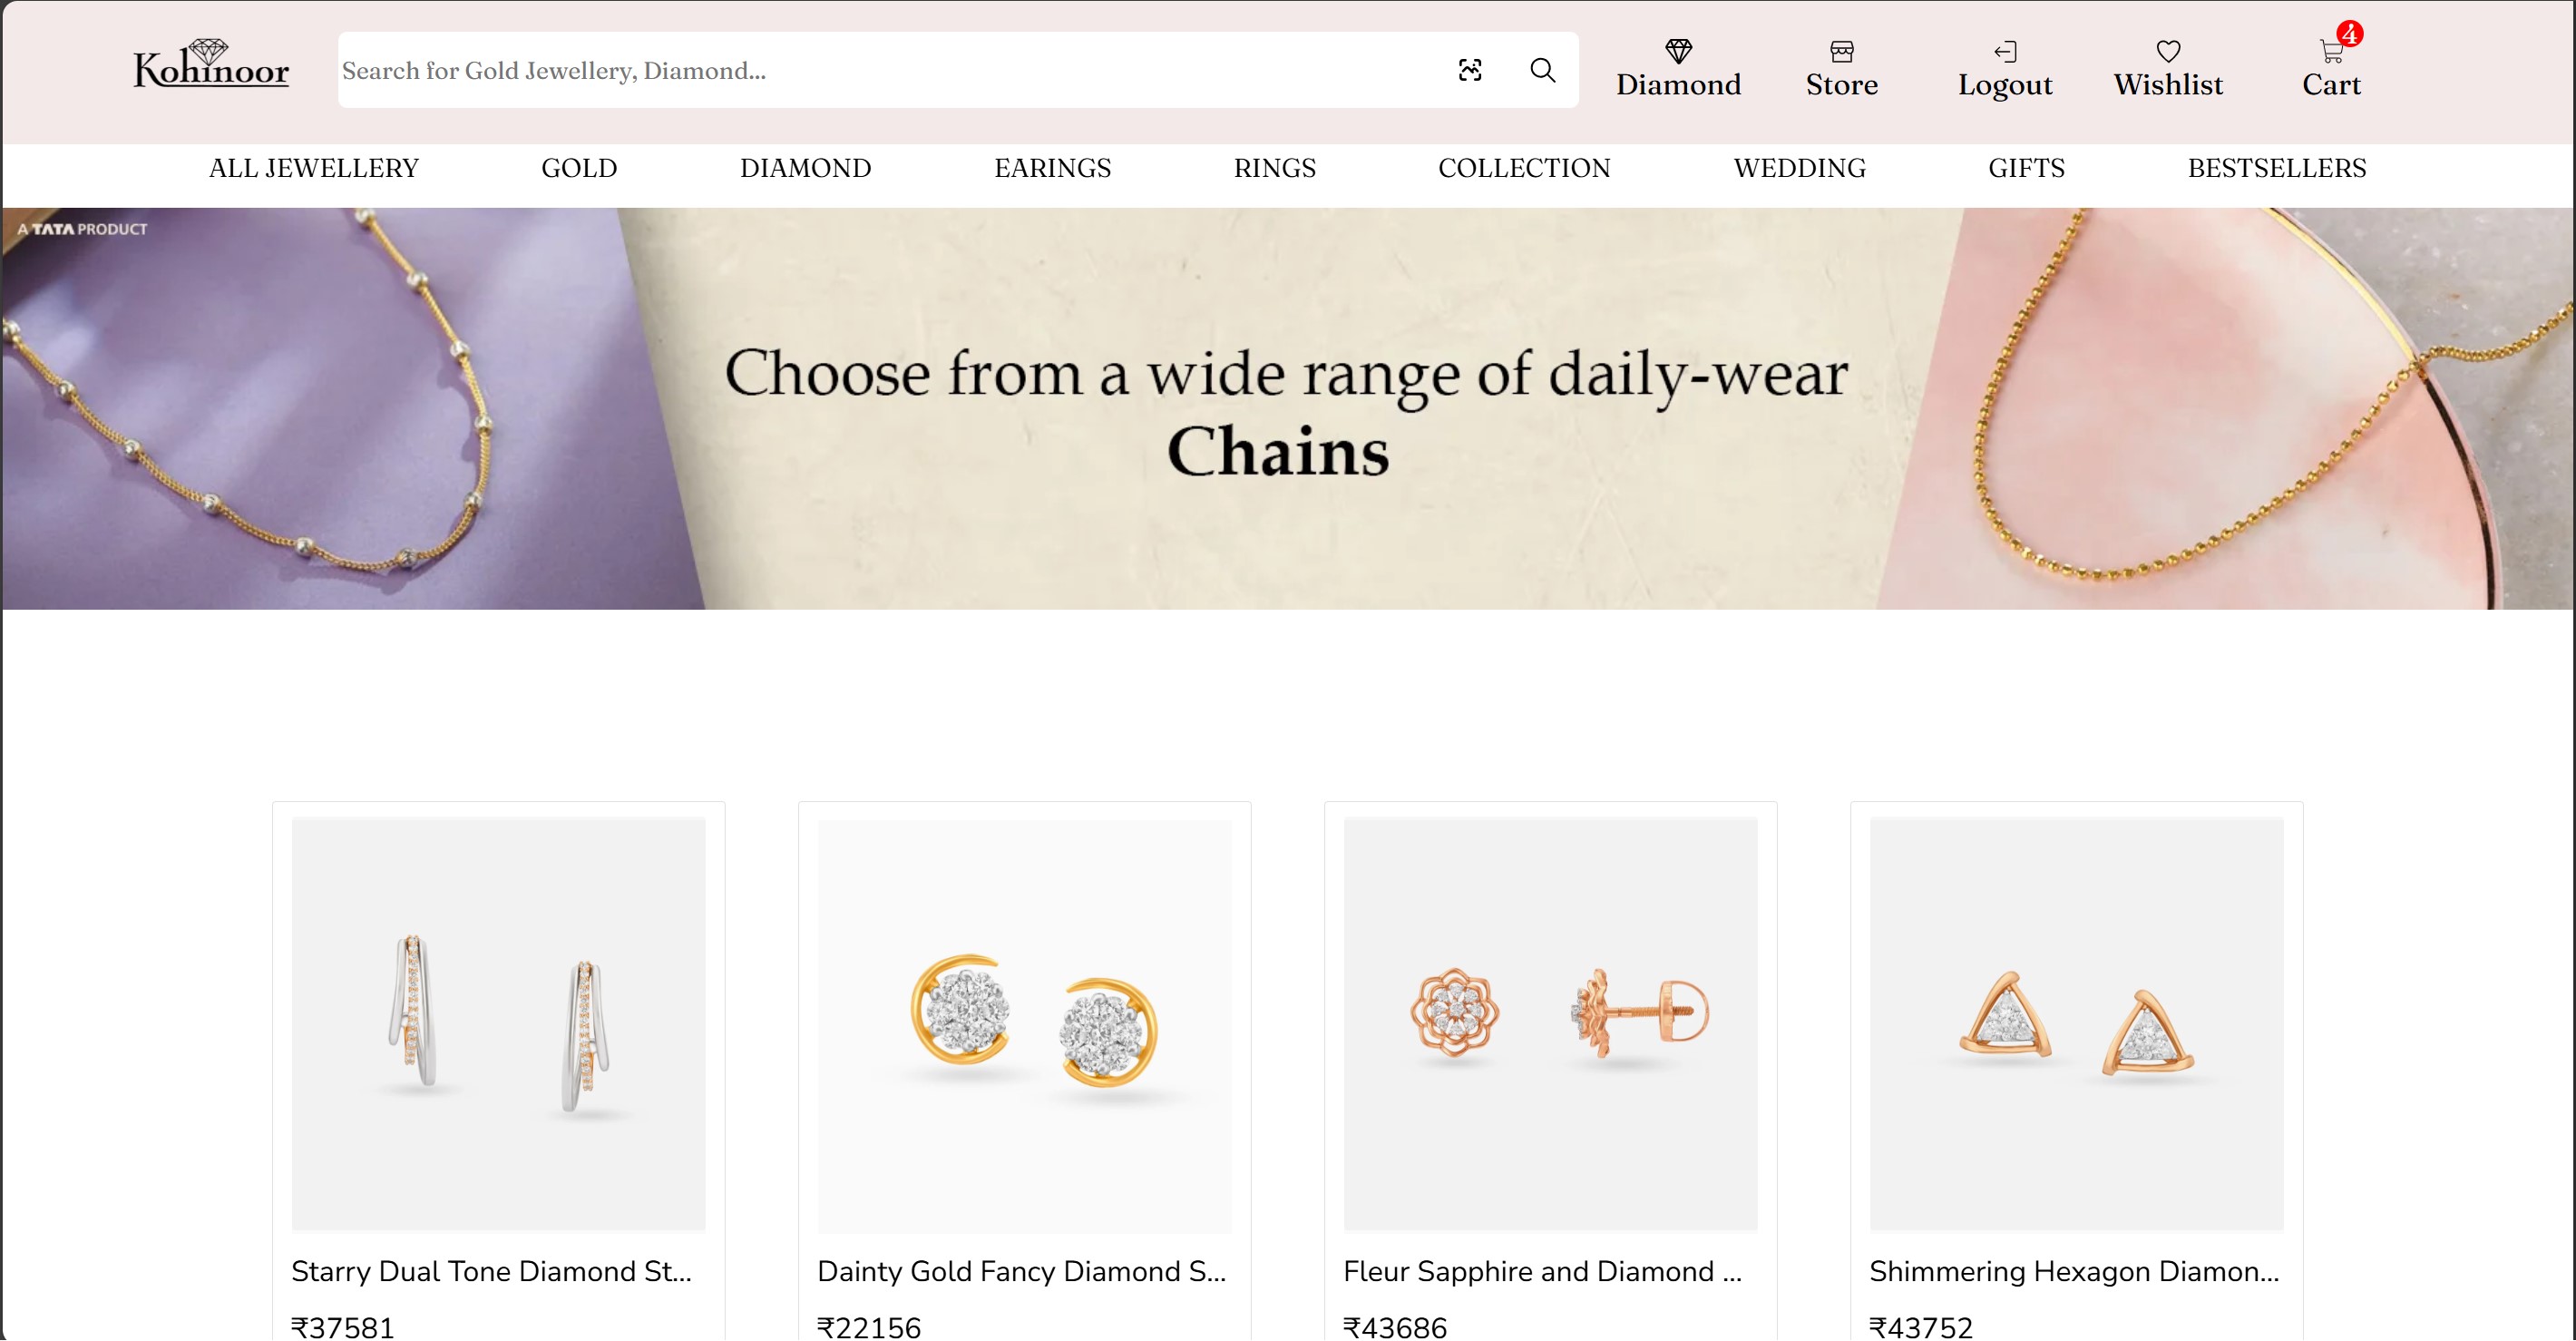 Kohinoor
Search for Gold Jewellery, Diamond...
Diamond
Store
Logout
Wishlist
4
Cart
ALL JEWELLERY
GOLD
DIAMOND
EARINGS
RINGS
COLLECTION
WEDDING
GIFTS
BESTSELLERS
A TATA PRODUCT
Choose from a wide range of daily-wear
Chains
Starry Dual Tone Diamond St...
₹37581
Dainty Gold Fancy Diamond S...
₹22156
Fleur Sapphire and Diamond ...
₹43686
Shimmering Hexagon Diamon...
₹43752